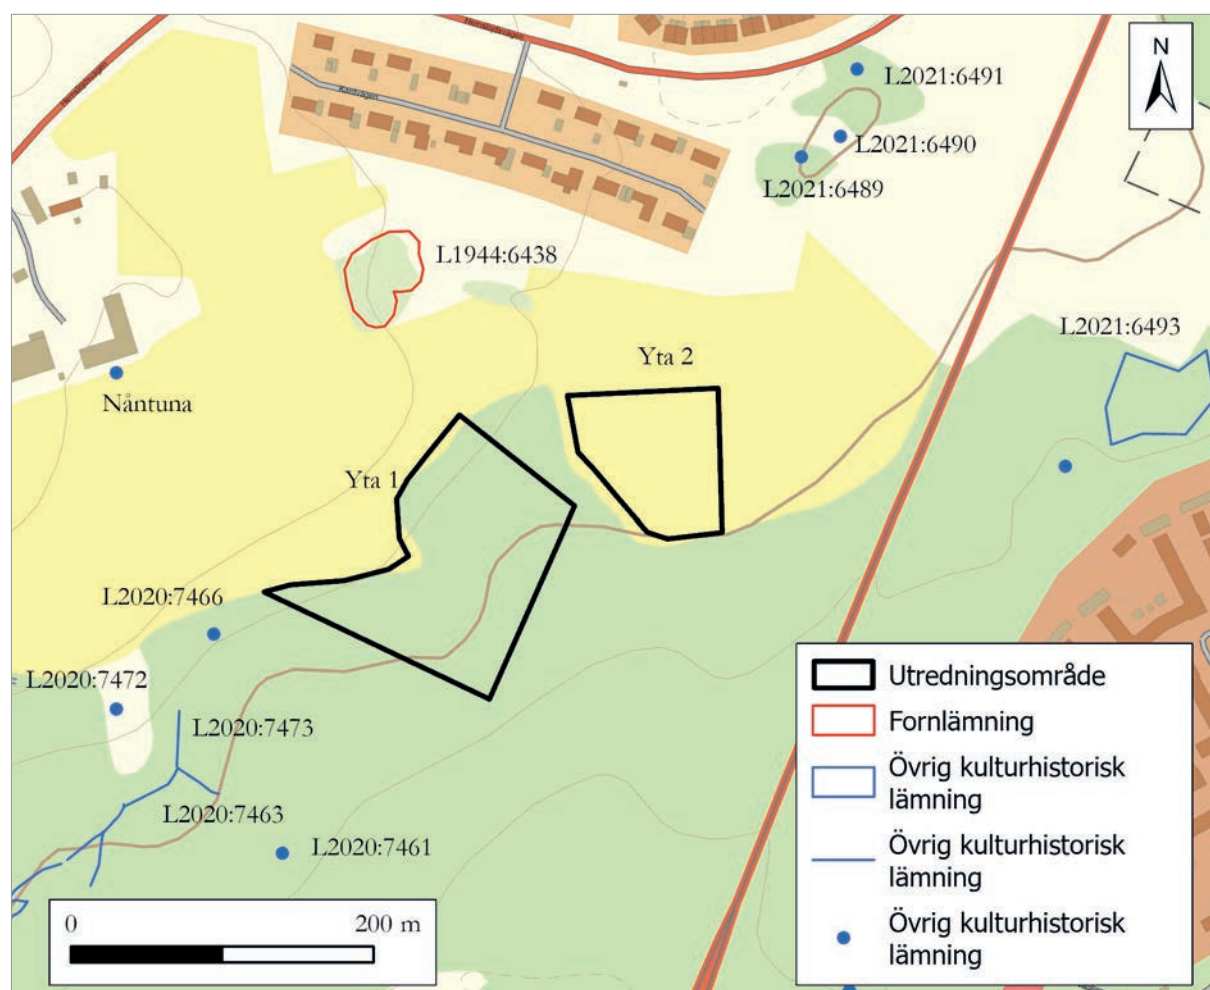 N
L2021:6491
L2021:6490
L2021:6489
L1944:6438
L2021:6493
Yta 2
Nåntuna
Yta 1
L2020:7466
L2020:7472
L2020:7473
L2020:7463
L2020:7461
Utredningsområde
Fornlämning
Övrig kulturhistorisk
lämning
Övrig kulturhistorisk
lämning
Övrig kulturhistorisk
lämning
0 200 m